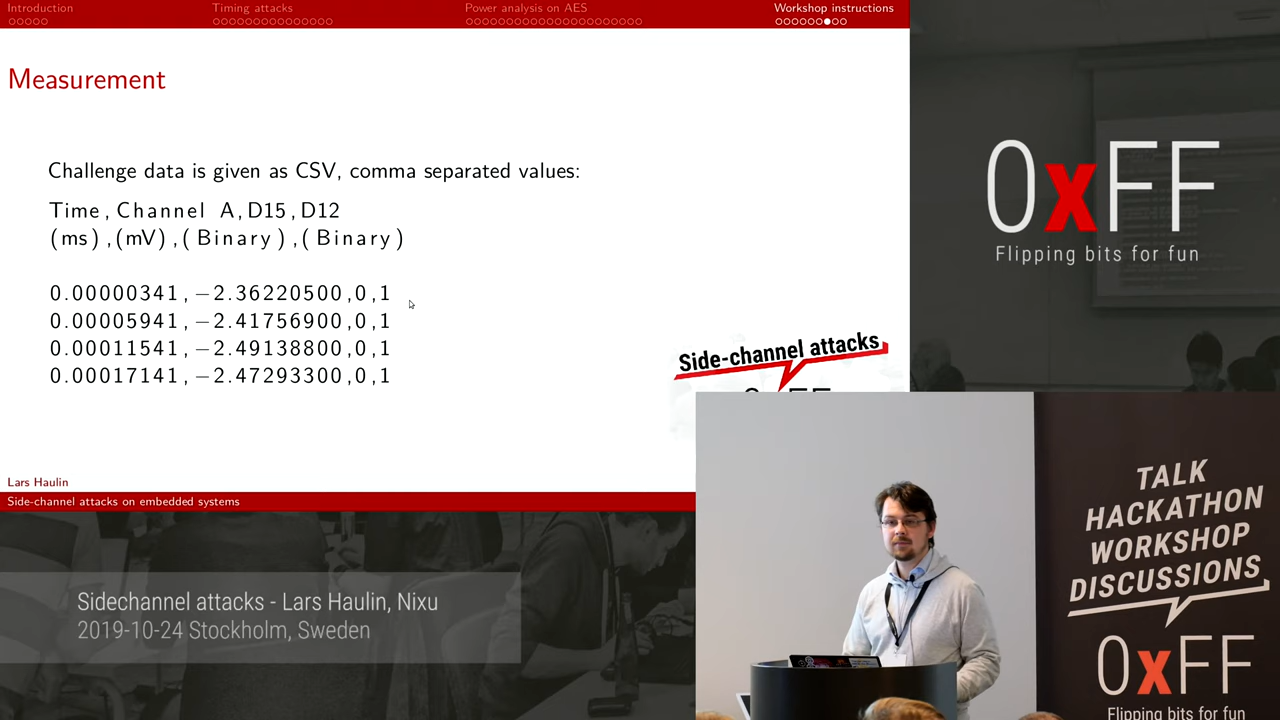 Introduction
Timing attacks
Power analysis on AES
Workshop instructions
Measurement
Challenge data is given as CSV, comma separated values:
Time,Channel A,D15,D12
(ms),(mV),(Binary),(Binary)
0.00000341,−2.36220500,0,1
0.00005941,−2.41756900,0,1
0.00011541,−2.49138800,0,1
0.00017141,−2.47293300,0,1
Side-channel attacks
0xFF
Lars Haulin
Side-channel attacks on embedded systems
Sidechannel attacks - Lars Haulin, Nixu
2019-10-24 Stockholm, Sweden
0xFF
Flipping bits for fun
TALK
HACKATHON
WORKSHOP
DISCUSSIONS
0xFF
Flipping bits for fun